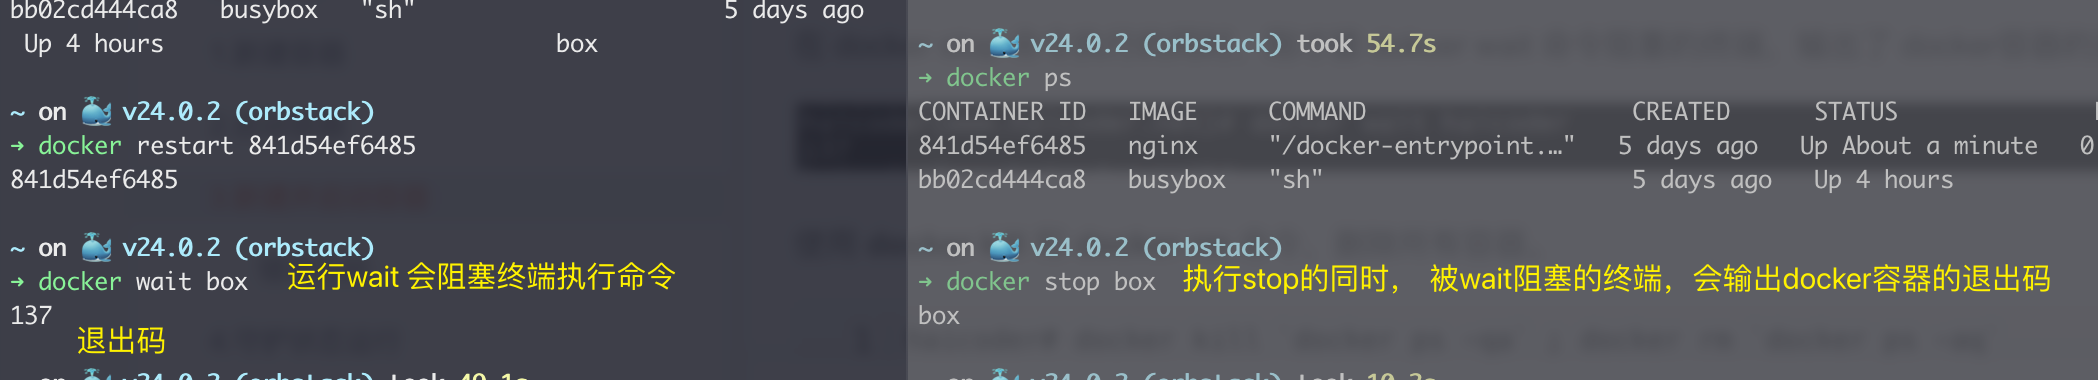 bb02cd444ca8   busybox   "sh"                      5 days ago
 Up 4 hours                            box
~ on 🐳 v24.0.2 (orbstack)
→ docker restart 841d54ef6485
841d54ef6485
~ on 🐳 v24.0.2 (orbstack)
→ docker wait box 运行wait 会阻塞终端执行命令
137
退出码
~ on 🐳 v24.0.2 (orbstack) took 54.7s
→ docker ps
CONTAINER ID   IMAGE     COMMAND                   CREATED      STATUS
841d54ef6485   nginx     "/docker-entrypoint.…"   5 days ago   Up About a minute   0
bb02cd444ca8   busybox   "sh"                      5 days ago   Up 4 hours
~ on 🐳 v24.0.2 (orbstack)
→ docker stop box 执行stop的同时， 被wait阻塞的终端，会输出docker容器的退出码
box